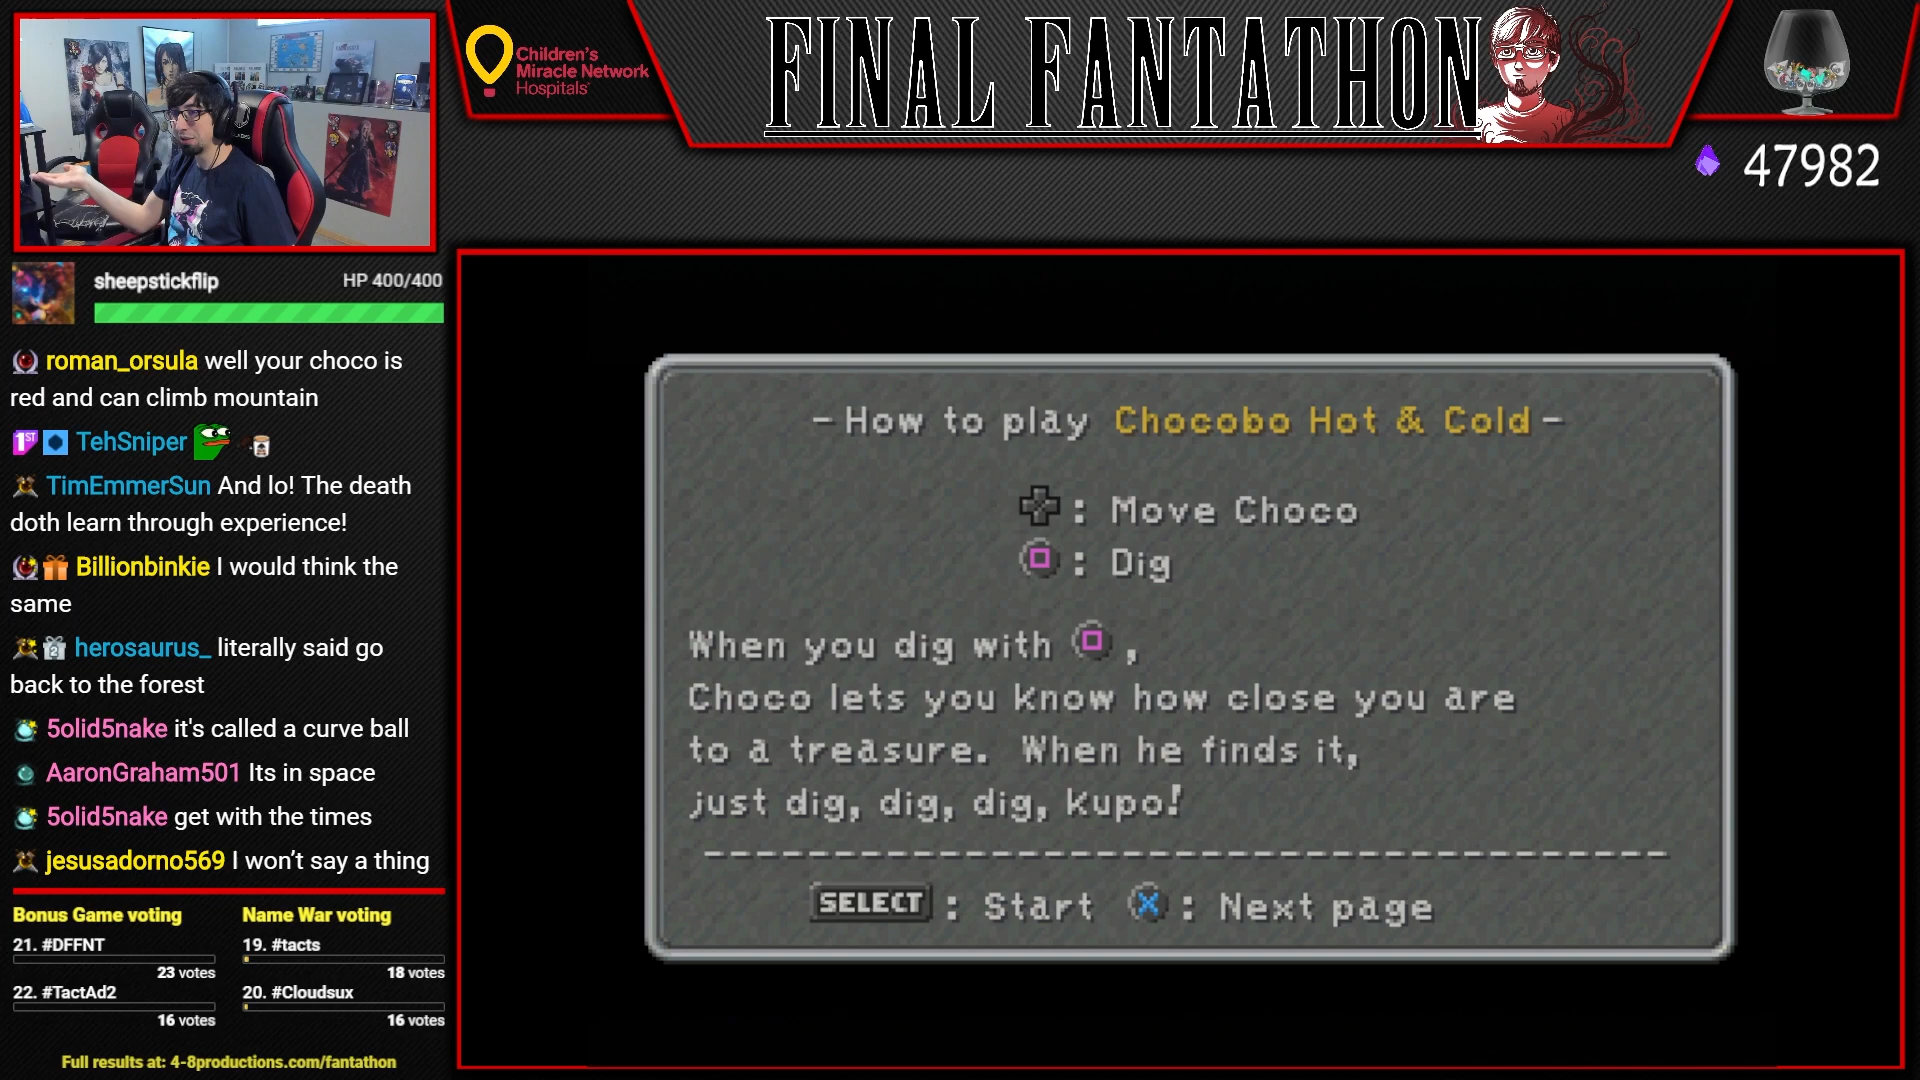 Children's
Miracle Network
Hospitals
FINAL FANTATHON
47982
sheepstickflip HP 400/400
roman_orsula well your choco is
red and can climb mountain
1ST TehSniper
TimEmmerSun And lo! The death
doth learn through experience!
Billionbinkie I would think the
same
2 herosaurus_ literally said go
back to the forest
5olid5nake it's called a curve ball
AaronGraham501 Its in space
5olid5nake get with the times
jesusadorno569 I won't say a thing
Bonus Game voting
21. #DFFNT
23 votes
22. #TactAd2
16 votes
Name War voting
19. #tacts
18 votes
20. #Cloudsux
16 votes
Full results at: 4-8productions.com/fantathon
-How to play Chocobo Hot & Cold-
: Move Choco
: Dig
When you dig with ,
Choco lets you know how close you are
to a treasure. When he finds it,
just dig, dig, dig, kupo!
------------------------------------
SELECT : Start X : Next page